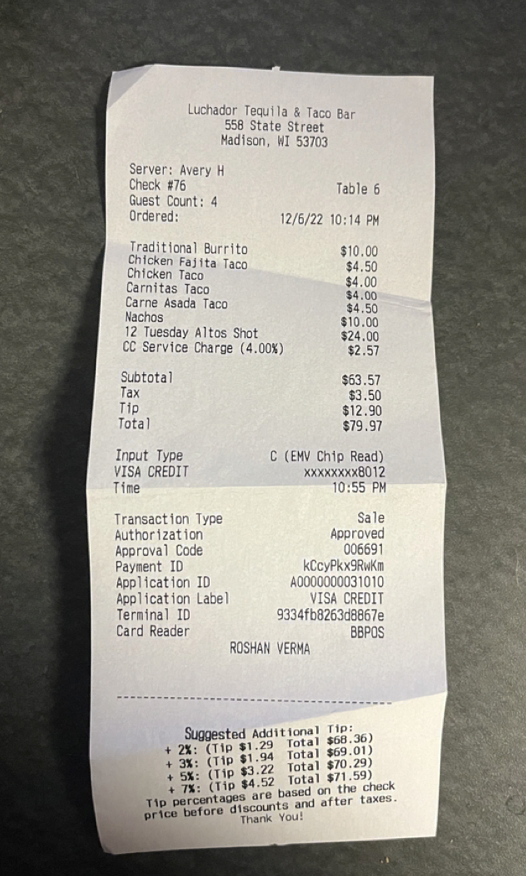 Luchador Tequila & Taco Bar
558 State Street
Madison, WI 53703
Server: Avery H
Check #76 Table 6
Guest Count: 4
Ordered: 12/6/22 10:14 PM
Traditional Burrito $10.00
Chicken Fajita Taco $4.50
Chicken Taco $4.00
Carnitas Taco $4.00
Carne Asada Taco $4.50
Nachos $10.00
12 Tuesday Altos Shot $24.00
CC Service Charge (4.00%) $2.57
Subtotal $63.57
Tax $3.50
Tip $12.90
Total $79.97
Input Type C (EMV Chip Read)
VISA CREDIT xxxxxxxx8012
Time 10:55 PM
Transaction Type Sale
Authorization Approved
Approval Code 006691
Payment ID kCcyPkx9RwKm
Application ID A0000000031010
Application Label VISA CREDIT
Terminal ID 9334fb8263d8867e
Card Reader BBPOS
ROSHAN VERMA
Suggested Additional Tip:
+ 2%: (Tip $1.29 Total $68.36)
+ 3%: (Tip $1.94 Total $69.01)
+ 5%: (Tip $3.22 Total $70.29)
+ 7%: (Tip $4.52 Total $71.59)
Tip percentages are based on the check
price before discounts and after taxes.
Thank You!